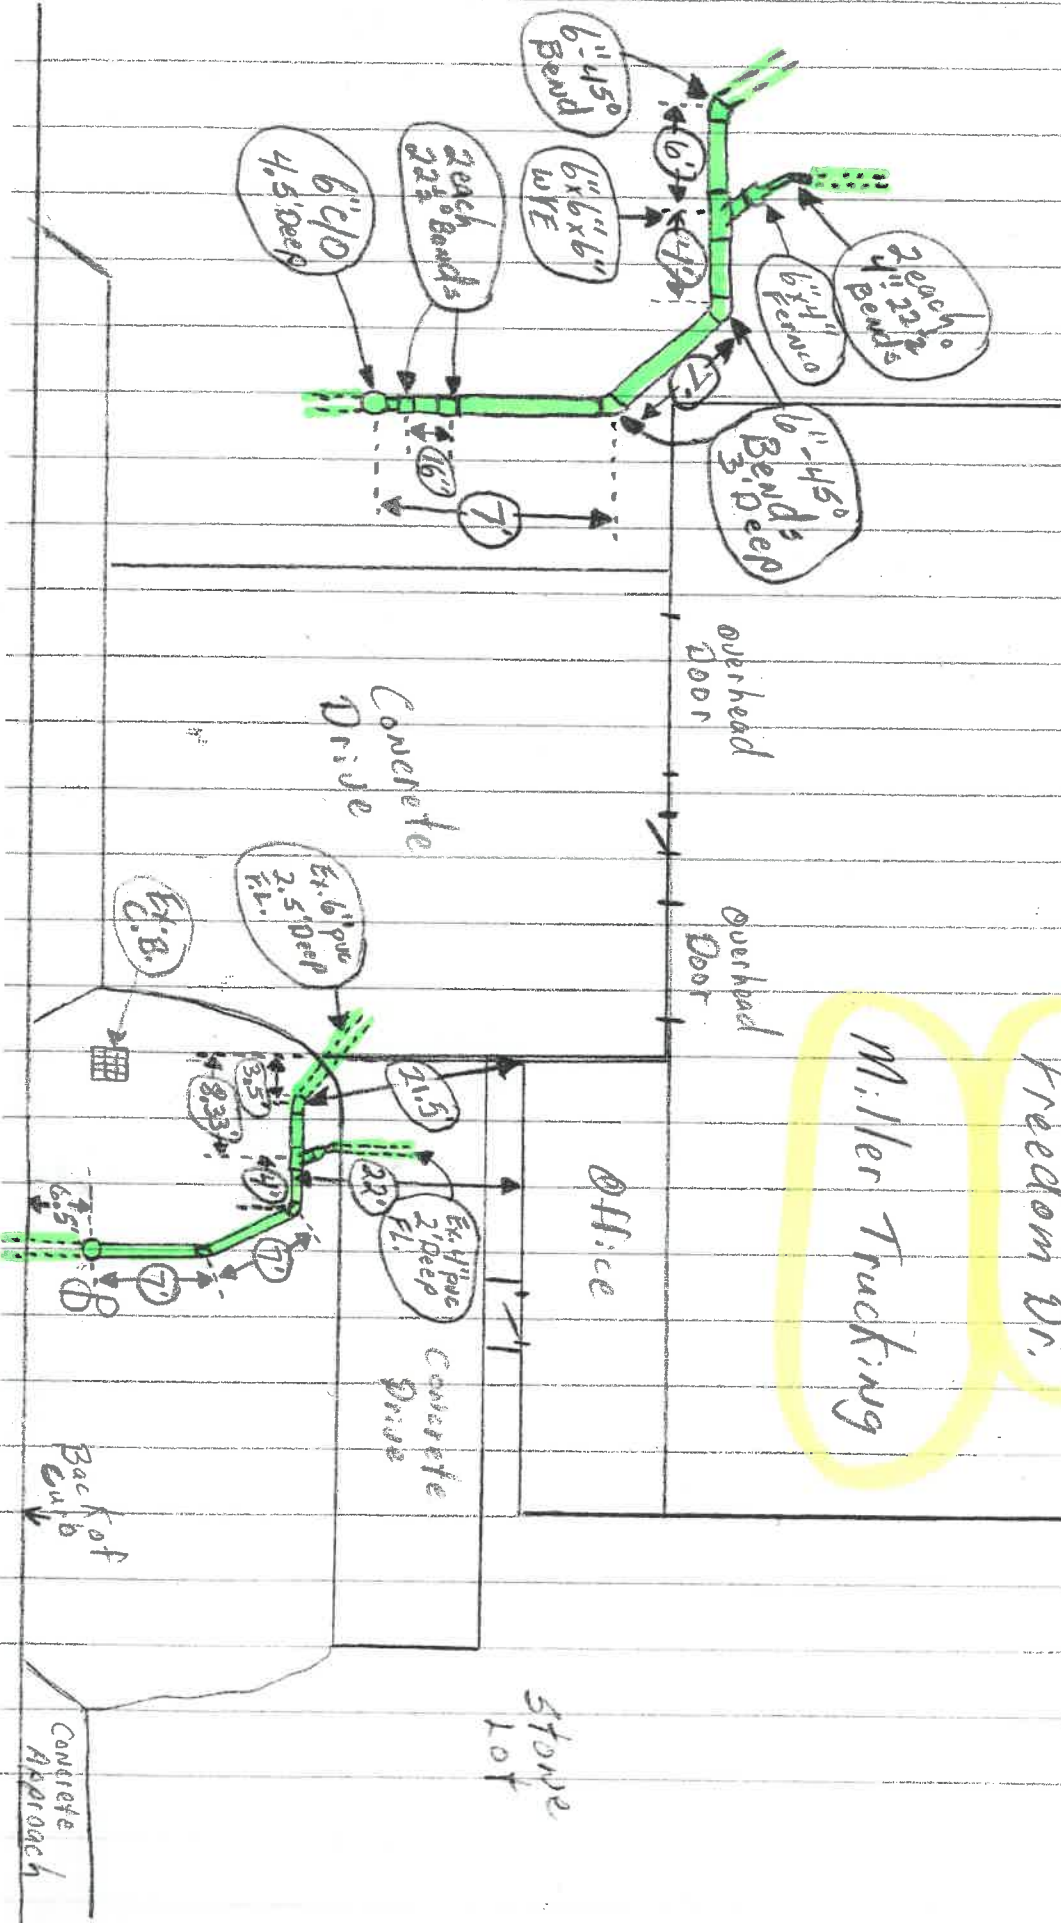 Freedom Dr.
Miller Trucking
6"-45°
Bend
6'
6"x6"x6"
WYE
4'
2 each
4" 22½°
Bends
6"x4"
Fernco
7'
6"-45°
Bends
3' Deep
2 each
22½° Bends
6" c/o
4.5' Deep
16"
7'
overhead
Door
overhead
Door
Concrete
Drive
Ex. 6" pvc
2.5' Deep
F.L.
Ex.
C.B.
3.5'
8.33'
4'
21.5
22'
Ex. 4" pvc
2' Deep
FL.
7'
7'
6.5'
Office
Concrete
Drive
Back of
Curb
Stone
Lot
Concrete
Approach